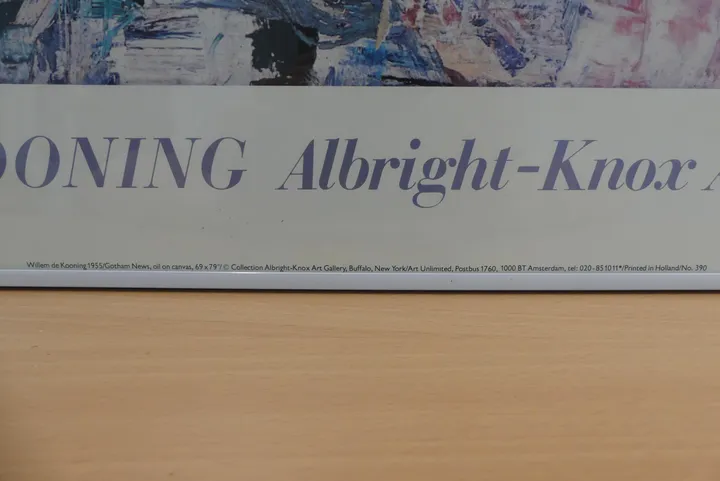 OONING Albright-Knox A
Willem de Kooning 1955/Gotham News, oil on canvas, 69 x 79"/© Collection Albright-Knox Art Gallery, Buffalo, New York/Art Unlimited, Postbus 1760, 1000 BT Amsterdam, tel: 020-851011*/Printed in Holland/No. 390